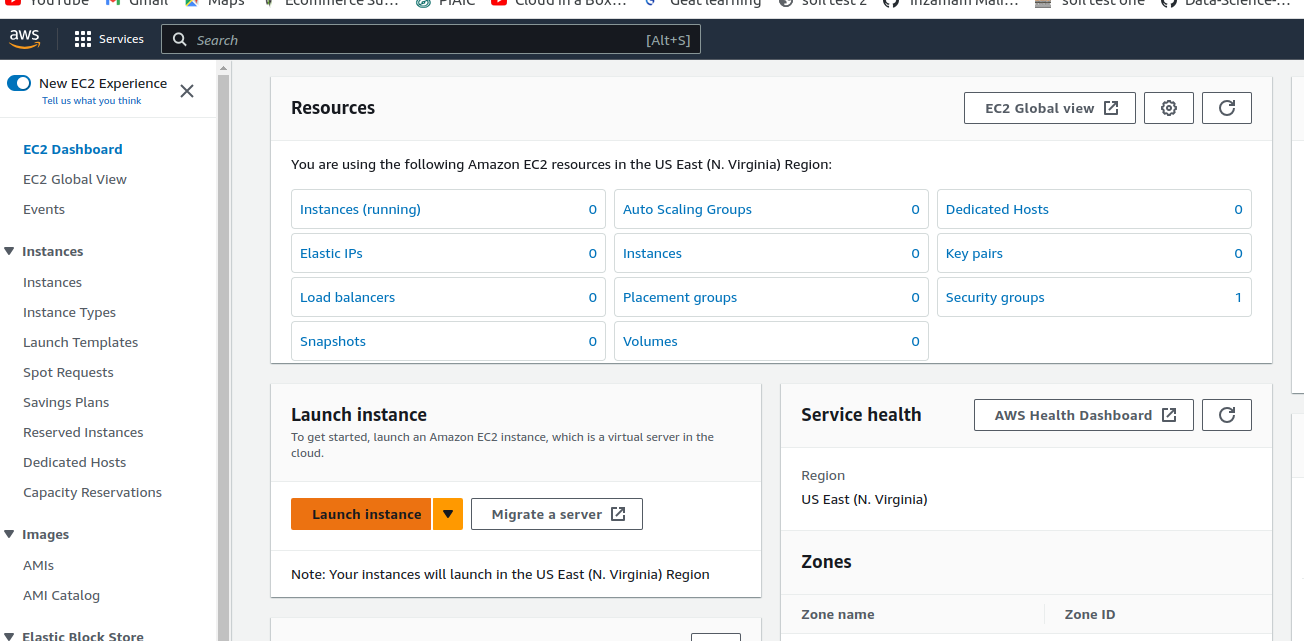 YouTube Gmail Maps Ecommerce Su... PIAIC Cloud in a Box... Geat learning soil test 2 Inzamam Mali... soil test one Data-Science-...
aws Services Search [Alt+S]
New EC2 Experience
Tell us what you think
EC2 Dashboard
EC2 Global View
Events
Instances
Instances
Instance Types
Launch Templates
Spot Requests
Savings Plans
Reserved Instances
Dedicated Hosts
Capacity Reservations
Images
AMIs
AMI Catalog
Elastic Block Store
Resources
EC2 Global view
You are using the following Amazon EC2 resources in the US East (N. Virginia) Region:
Instances (running) 0 Auto Scaling Groups 0 Dedicated Hosts 0
Elastic IPs 0 Instances 0 Key pairs 0
Load balancers 0 Placement groups 0 Security groups 1
Snapshots 0 Volumes 0
Launch instance
To get started, launch an Amazon EC2 instance, which is a virtual server in the
cloud.
Launch instance Migrate a server
Note: Your instances will launch in the US East (N. Virginia) Region
Service health
AWS Health Dashboard
Region
US East (N. Virginia)
Zones
Zone name Zone ID